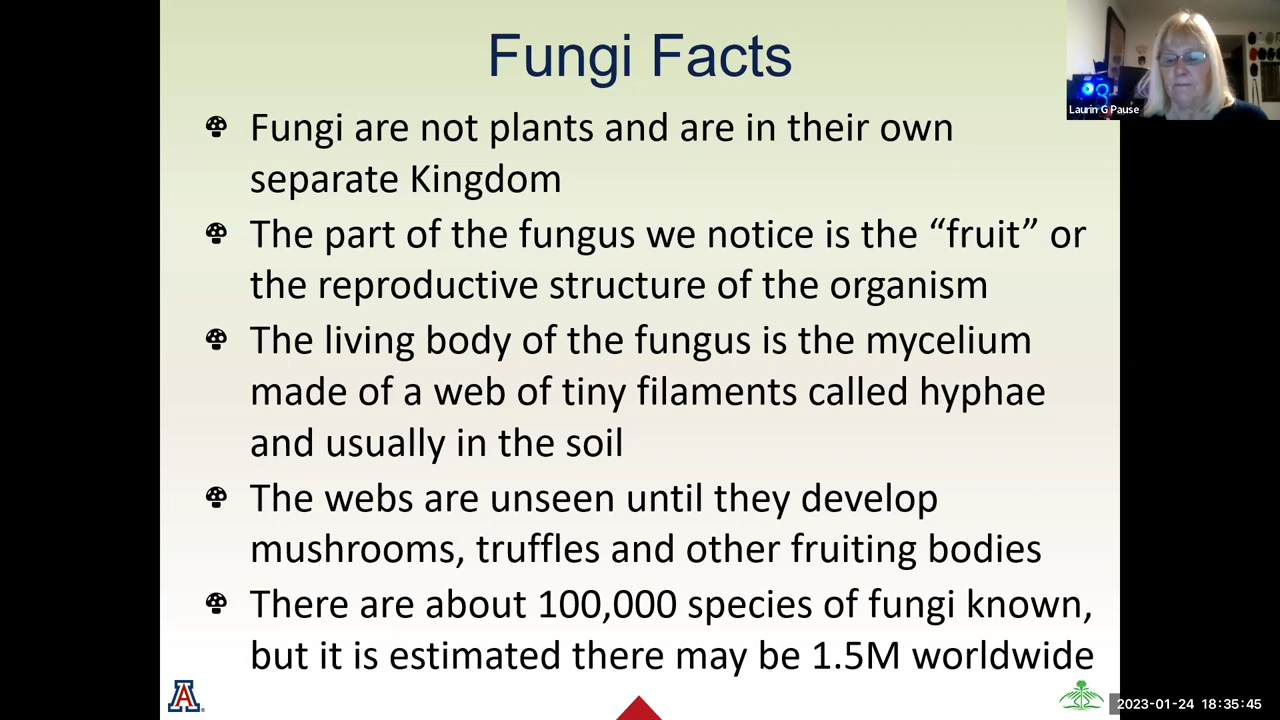 Fungi Facts
Laurin G Pause
Fungi are not plants and are in their own
separate Kingdom
The part of the fungus we notice is the “fruit” or
the reproductive structure of the organism
The living body of the fungus is the mycelium
made of a web of tiny filaments called hyphae
and usually in the soil
The webs are unseen until they develop
mushrooms, truffles and other fruiting bodies
There are about 100,000 species of fungi known,
but it is estimated there may be 1.5M worldwide
A
2023-01-24 18:35:45